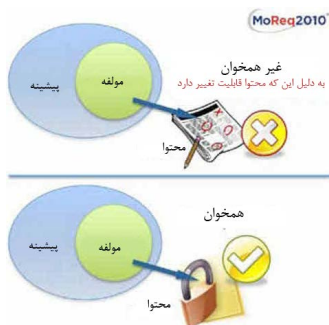 MoReq2010®
غیر همخوان
به دلیل این که محتوا قابلیت تغییر دارد
مولفه
پیشینه
محتوا
همخوان
مولفه
پیشینه
محتوا